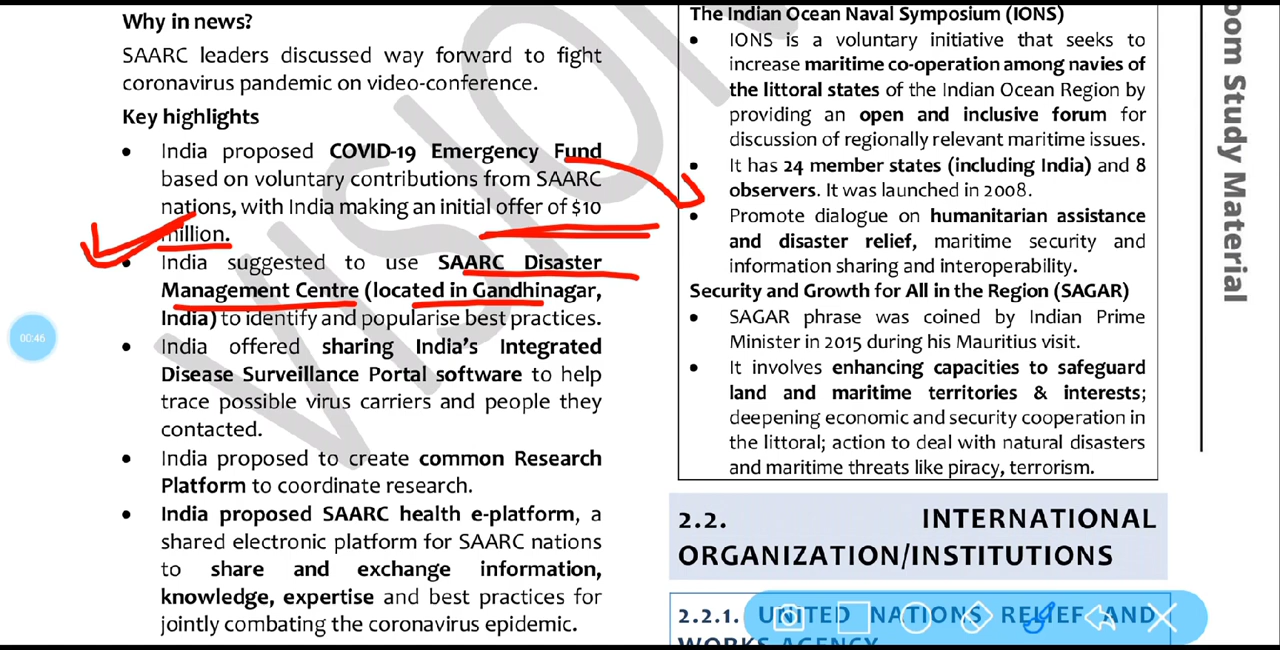 Why in news?
SAARC leaders discussed way forward to fight
coronavirus pandemic on video-conference.
Key highlights
• India proposed COVID-19 Emergency Fund
based on voluntary contributions from SAARC
nations, with India making an initial offer of $10
million.
• India suggested to use SAARC Disaster
Management Centre (located in Gandhinagar,
India) to identify and popularise best practices.
• India offered sharing India's Integrated
Disease Surveillance Portal software to help
trace possible virus carriers and people they
contacted.
• India proposed to create common Research
Platform to coordinate research.
• India proposed SAARC health e-platform, a
shared electronic platform for SAARC nations
to share and exchange information,
knowledge, expertise and best practices for
jointly combating the coronavirus epidemic.
The Indian Ocean Naval Symposium (IONS)
• IONS is a voluntary initiative that seeks to
increase maritime co-operation among navies of
the littoral states of the Indian Ocean Region by
providing an open and inclusive forum for
discussion of regionally relevant maritime issues.
• It has 24 member states (including India) and 8
observers. It was launched in 2008.
• Promote dialogue on humanitarian assistance
and disaster relief, maritime security and
information sharing and interoperability.
Security and Growth for All in the Region (SAGAR)
• SAGAR phrase was coined by Indian Prime
Minister in 2015 during his Mauritius visit.
• It involves enhancing capacities to safeguard
land and maritime territories & interests;
deepening economic and security cooperation in
the littoral; action to deal with natural disasters
and maritime threats like piracy, terrorism.
2.2. INTERNATIONAL
ORGANIZATION/INSTITUTIONS
2.2.1. UNITED NATIONS RELIEF AND
WORKS AGENCY
oom Study Material
VISION
00:46